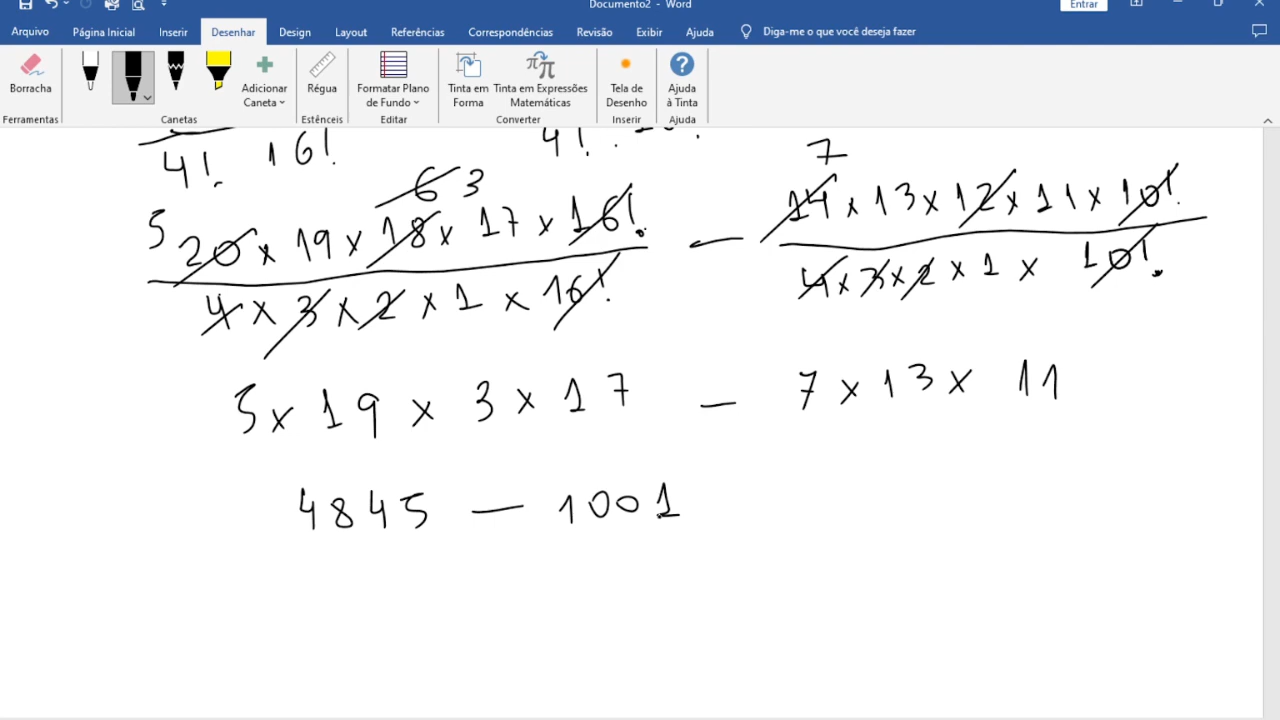 Documento2 - Word
Entrar
Arquivo Página Inicial Inserir Desenhar Design Layout Referências Correspondências Revisão Exibir Ajuda Diga-me o que você deseja fazer
Borracha Adicionar Caneta Régua Formatar Plano de Fundo Tinta em Forma Tinta em Expressões Matemáticas Tela de Desenho Ajuda à Tinta
Ferramentas Canetas Estênceis Editar Converter Inserir Ajuda
4! 16! 4!
6 3 7
5 20 x 19 x 18 x 17 x 16! — 14 x 13 x 12 x 11 x 10!
4 x 3 x 2 x 1 x 16! 4 x 3 x 2 x 1 x 10!
5 x 19 x 3 x 17 — 7 x 13 x 11
4845 — 1001